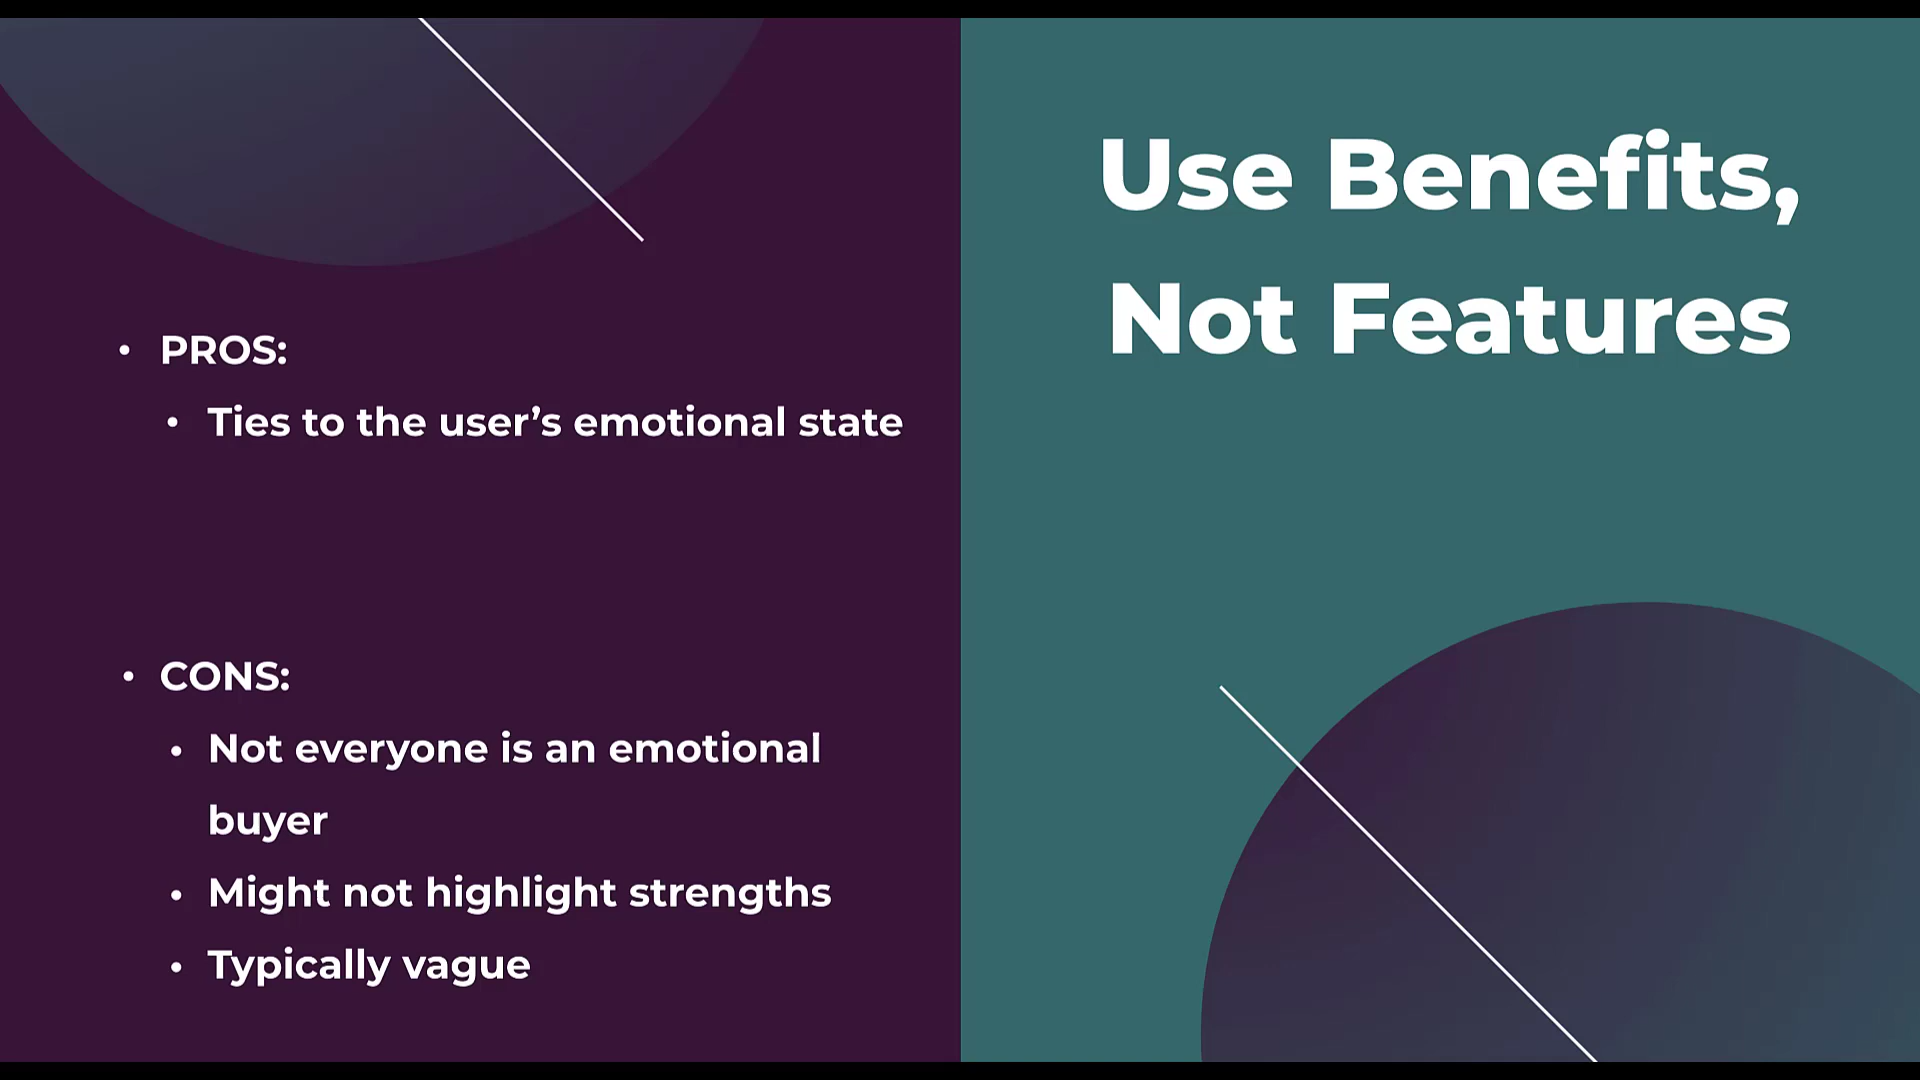 Use Benefits,
Not Features
• PROS:
• Ties to the user’s emotional state
• CONS:
• Not everyone is an emotional
buyer
• Might not highlight strengths
• Typically vague